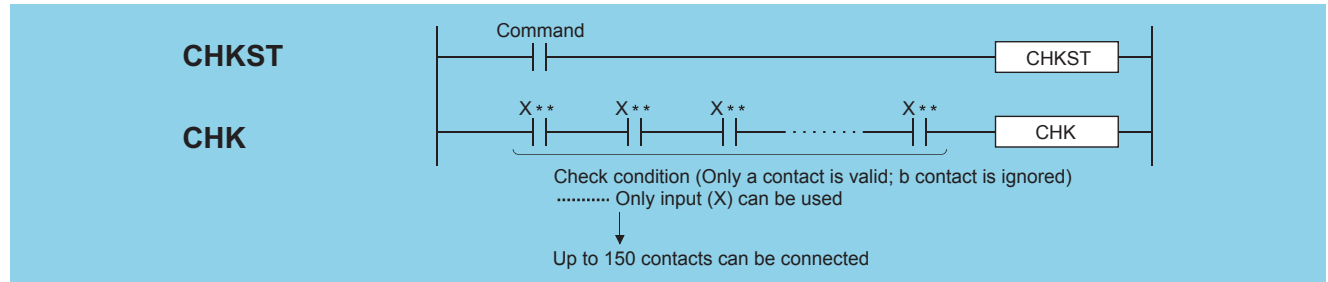 Command
CHKST CHKST
X** X** X** X**
CHK CHK
Check condition (Only a contact is valid; b contact is ignored)
··········· Only input (X) can be used
Up to 150 contacts can be connected